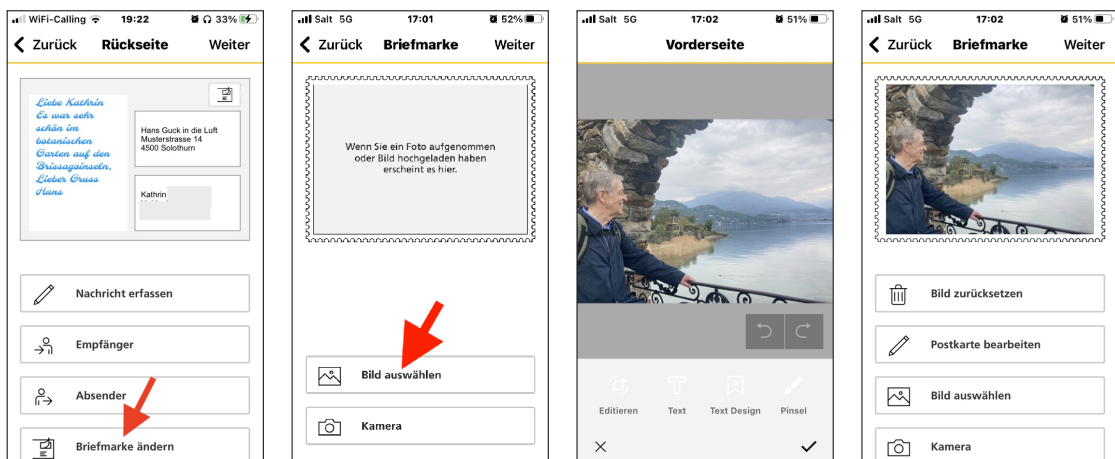 WiFi-Calling 19:22 33%
Zurück Rückseite Weiter
Liebe Kathrin
Es war sehr
schön im
botanischen
Garten auf den
Brissagoinseln.
Lieber Gruss
Hans
Hans Guck in die Luft
Musterstrasse 14
4500 Solothurn
Kathrin
Nachricht erfassen
Empfänger
Absender
Briefmarke ändern
Salt 5G 17:01 52%
Zurück Briefmarke Weiter
Wenn Sie ein Foto aufgenommen
oder Bild hochgeladen haben
erscheint es hier.
Bild auswählen
Kamera
Salt 5G 17:02 51%
Vorderseite
Editieren Text Text Design Pinsel
Salt 5G 17:02 51%
Zurück Briefmarke Weiter
Bild zurücksetzen
Postkarte bearbeiten
Bild auswählen
Kamera